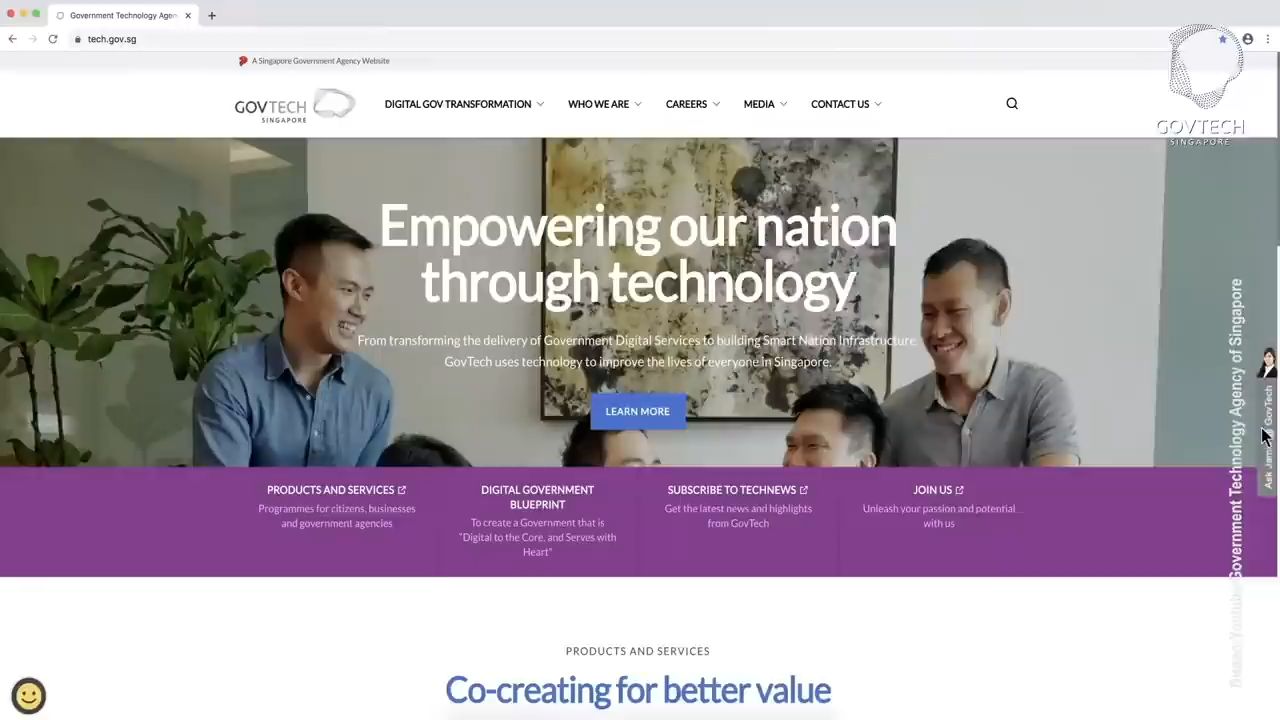 Government Technology Agen
tech.gov.sg
A Singapore Government Agency Website
GOVTECH
SINGAPORE
DIGITAL GOV TRANSFORMATION
WHO WE ARE
CAREERS
MEDIA
CONTACT US
GOVTECH
SINGAPORE
Empowering our nation
through technology
From transforming the delivery of Government Digital Services to building Smart Nation Infrastructure,
GovTech uses technology to improve the lives of everyone in Singapore.
LEARN MORE
Ask Jamie @ GovTech
Government Technology Agency of Singapore
PRODUCTS AND SERVICES
Programmes for citizens, businesses
and government agencies
DIGITAL GOVERNMENT
BLUEPRINT
To create a Government that is
"Digital to the Core, and Serves with
Heart"
SUBSCRIBE TO TECHNEWS
Get the latest news and highlights
from GovTech
JOIN US
Unleash your passion and potential
with us
PRODUCTS AND SERVICES
Co-creating for better value